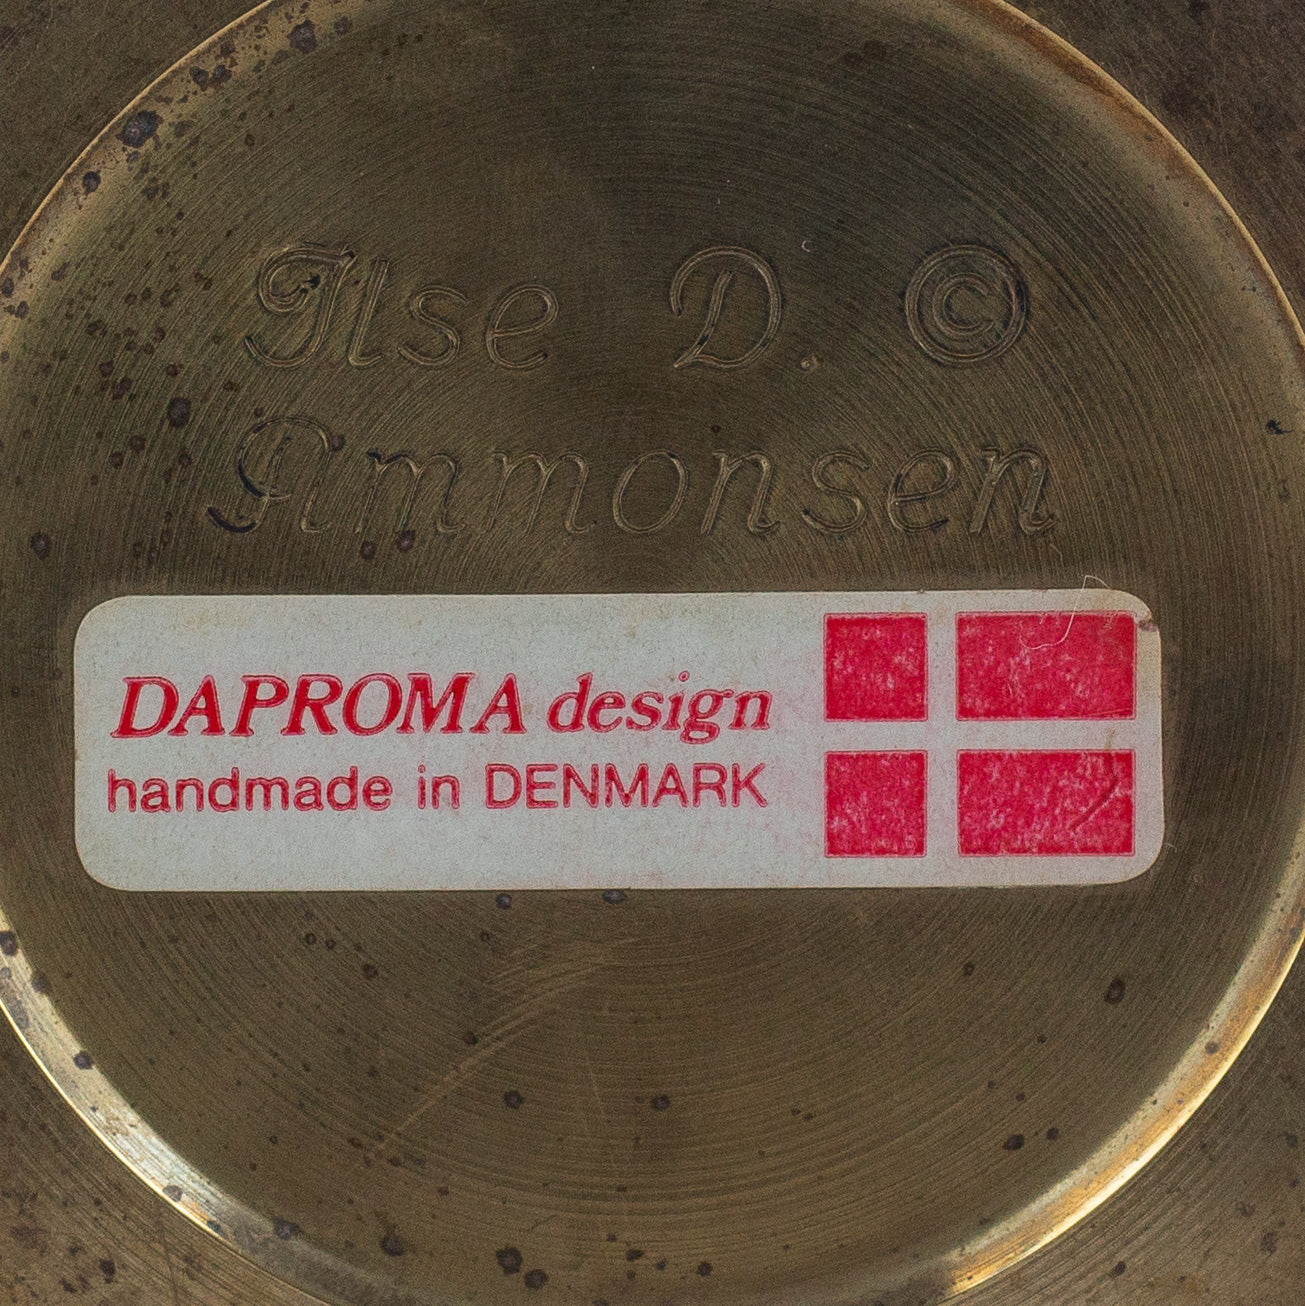 Ilse D. ©
Ammonsen
DAPROMA design
handmade in DENMARK